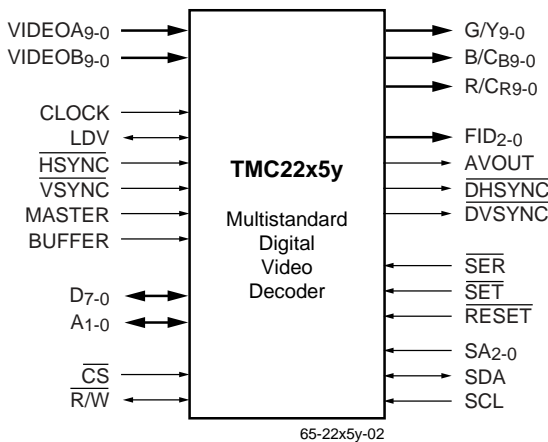 VIDEOA9-0
VIDEOB9-0
CLOCK
LDV
HSYNC
VSYNC
MASTER
BUFFER
D7-0
A1-0
CS
R/W
TMC22x5y
Multistandard
Digital
Video
Decoder
G/Y9-0
B/CB9-0
R/CR9-0
FID2-0
AVOUT
DHSYNC
DVSYNC
SER
SET
RESET
SA2-0
SDA
SCL
65-22x5y-02